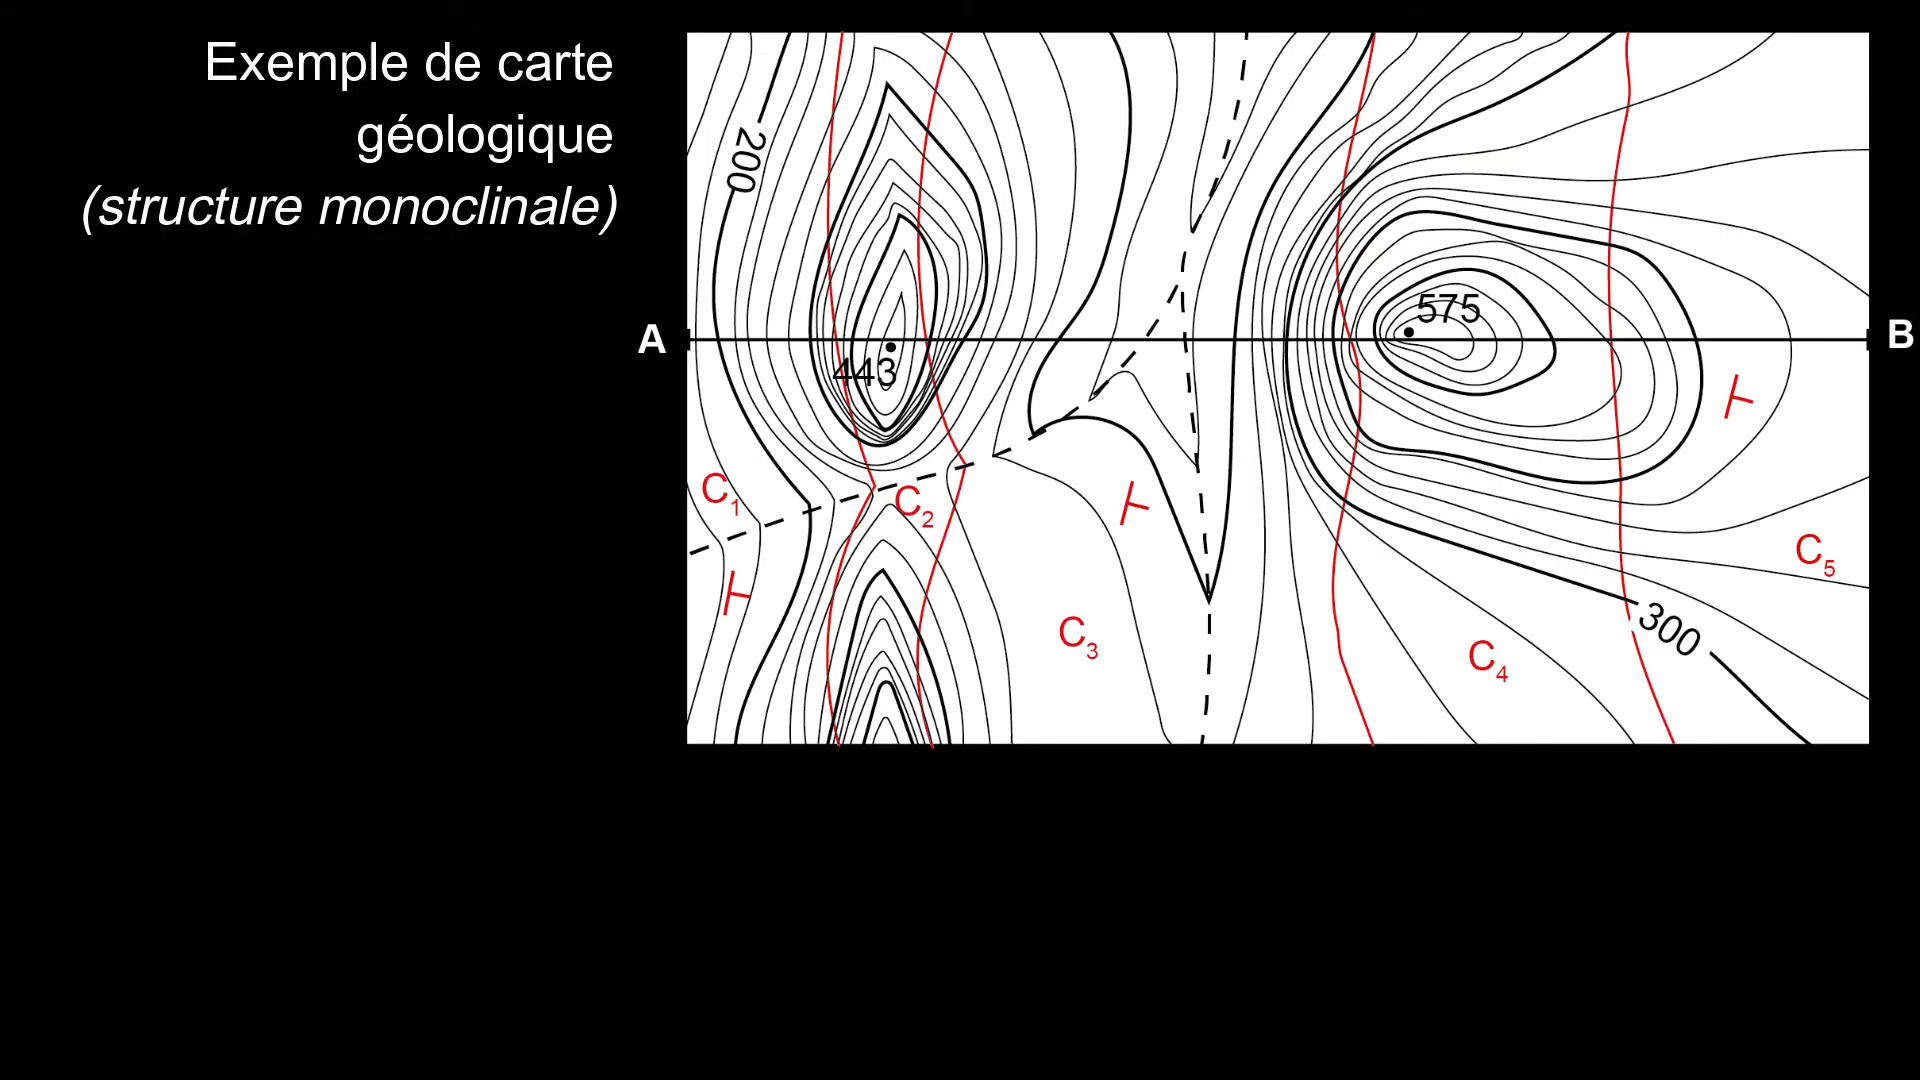 Exemple de carte
géologique
(structure monoclinale)
200
575
A
B
443
C1
C2
C5
C3
C4
300